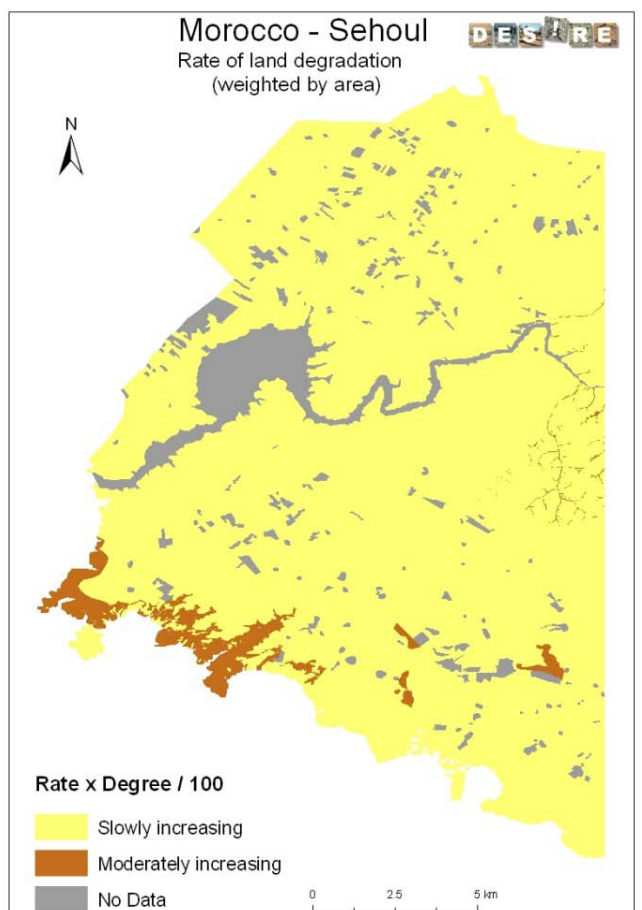 Morocco - Sehoul
DESIRE
Rate of land degradation
(weighted by area)
N
Rate x Degree / 100
Slowly increasing
Moderately increasing
No Data
0 2.5 5 km